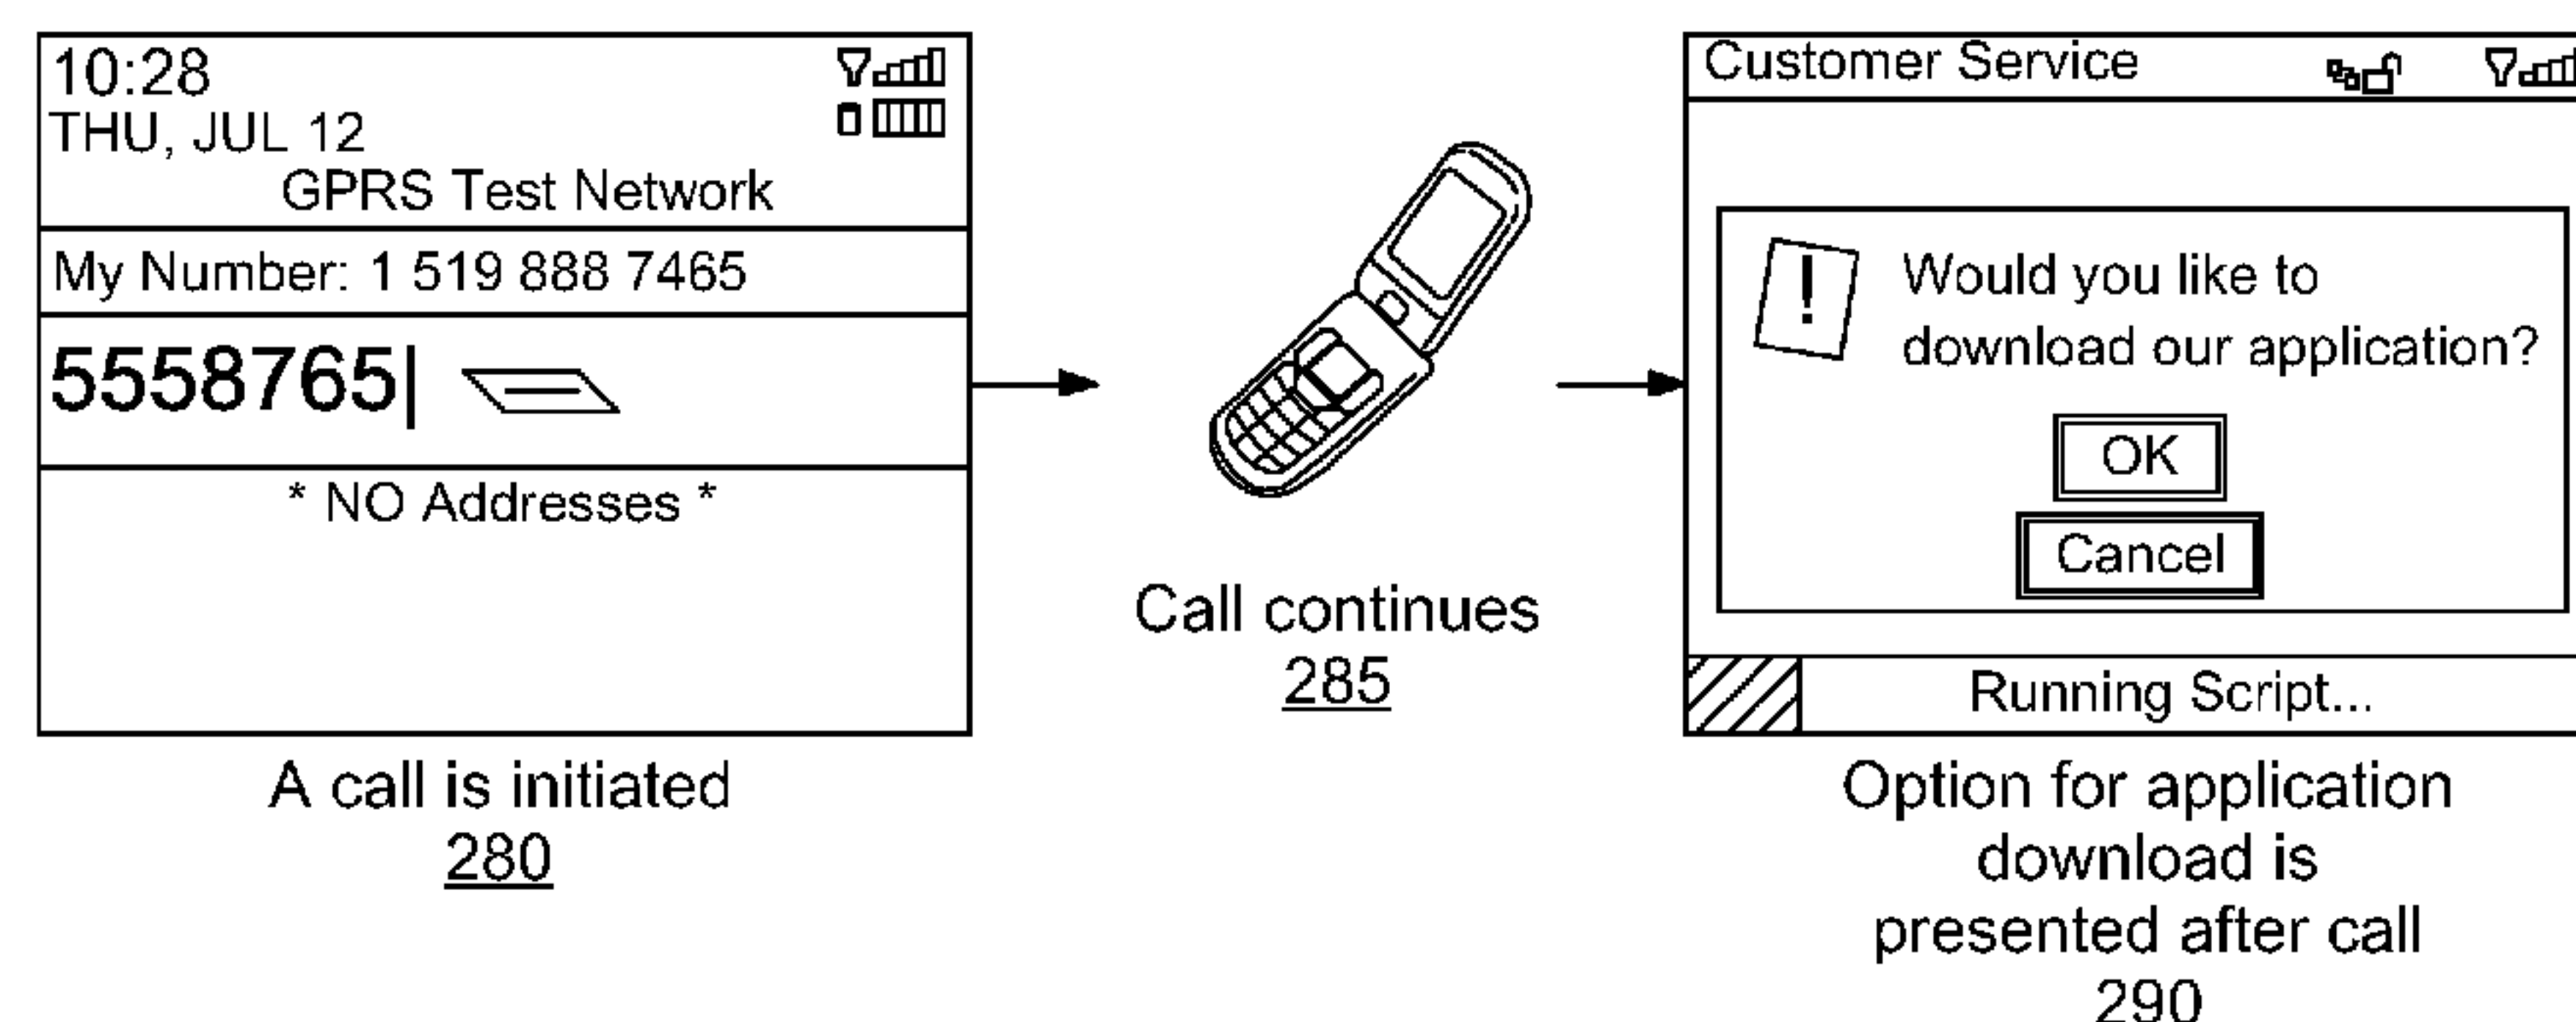 10:28
THU, JUL 12
GPRS Test Network
My Number: 1 519 888 7465
5558765|
* NO Addresses *
A call is initiated
280
Call continues
285
Customer Service
!
Would you like to
download our application?
OK
Cancel
Running Script...
Option for application
download is
presented after call
290